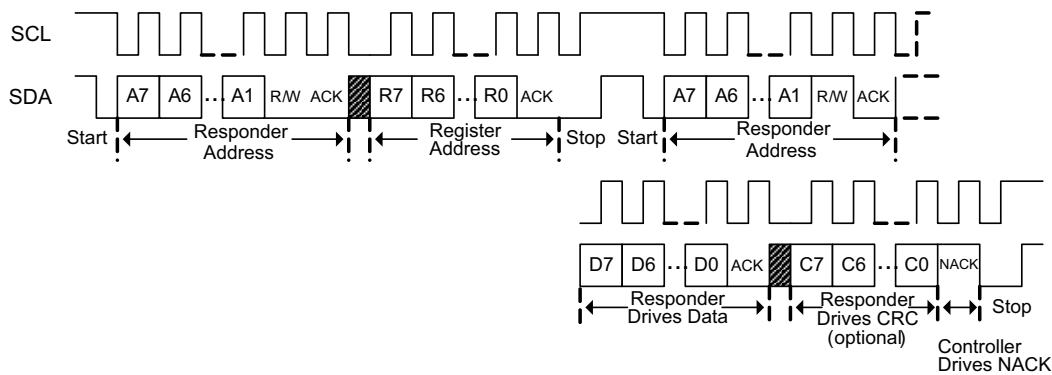 SCL
SDA
A7 A6 ... A1 R/W ACK R7 R6 ... R0 ACK A7 A6 ... A1 R/W ACK
Start Responder Address Register Address Stop Start Responder Address
D7 D6 ... D0 ACK C7 C6 ... C0 NACK
Responder Drives Data
Responder Drives CRC (optional)
Stop
Controller Drives NACK